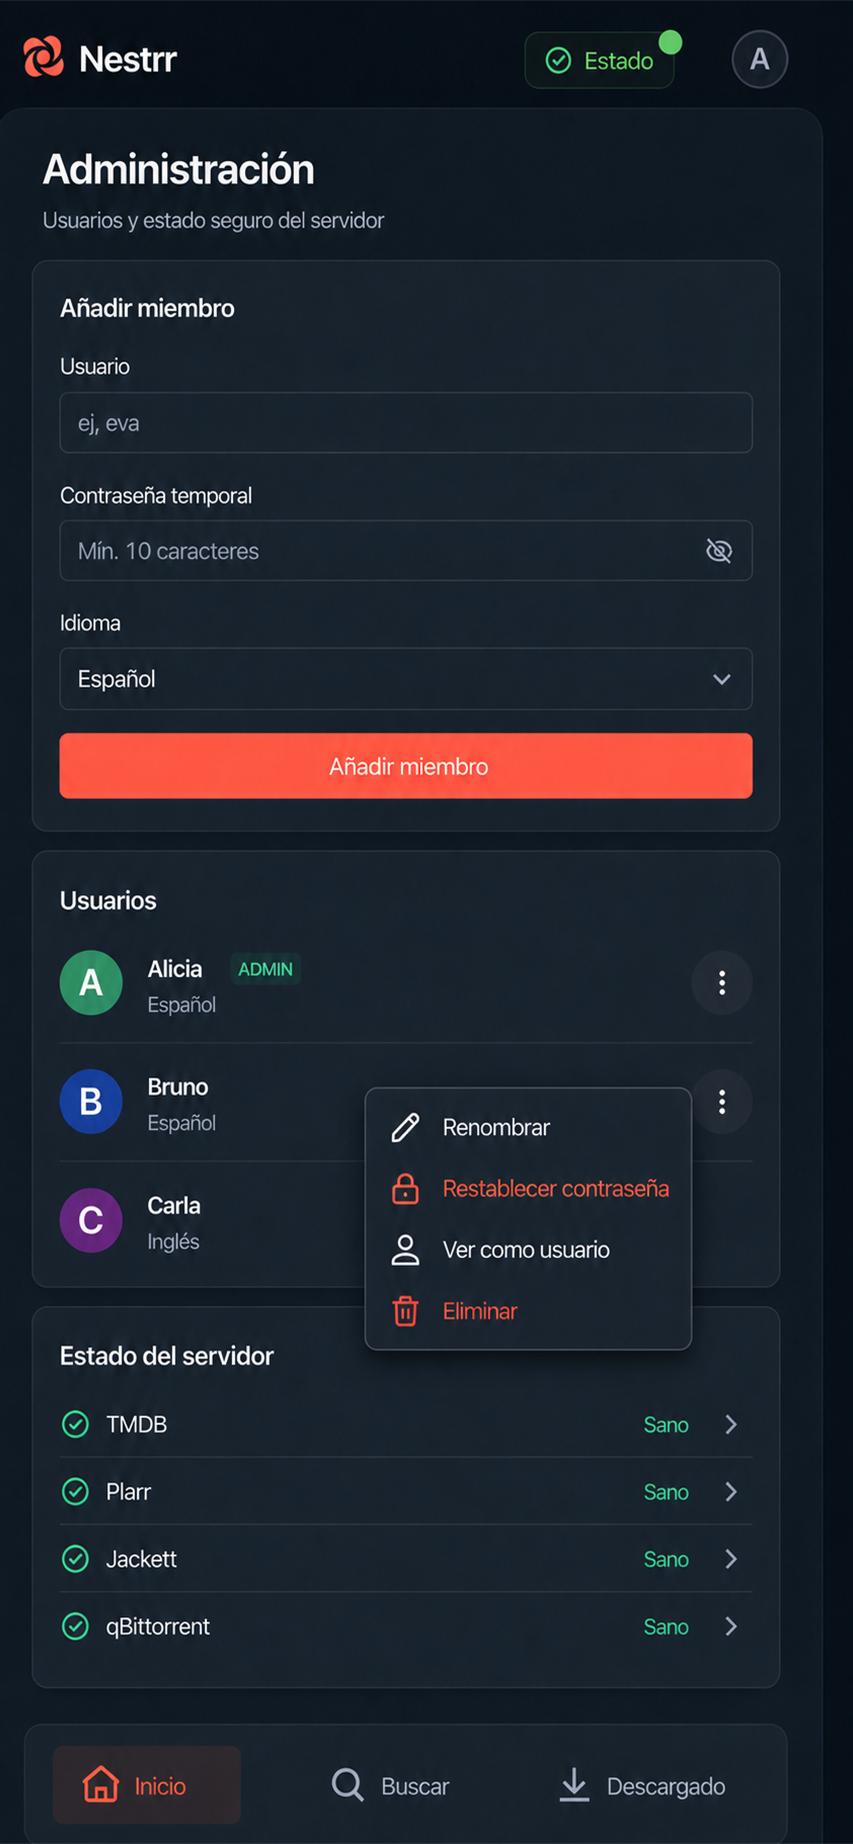 Nestrr
Estado
A
Administración
Usuarios y estado seguro del servidor
Añadir miembro
Usuario
ej, eva
Contraseña temporal
Mín. 10 caracteres
Idioma
Español
Añadir miembro
Usuarios
A
Alicia
ADMIN
Español
B
Bruno
Español
C
Carla
Inglés
Renombrar
Restablecer contraseña
Ver como usuario
Eliminar
Estado del servidor
TMDB
Sano
Plarr
Sano
Jackett
Sano
qBittorrent
Sano
Inicio
Buscar
Descargado